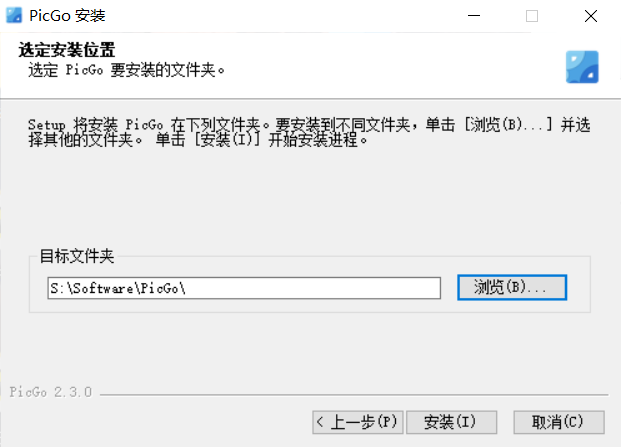 PicGo 安装
选定安装位置
选定 PicGo 要安装的文件夹。
Setup 将安装 PicGo 在下列文件夹。要安装到不同文件夹，单击 [浏览(B)...] 并选
择其他的文件夹。 单击 [安装(I)] 开始安装进程。
目标文件夹
S:\Software\PicGo\
浏览(B)...
PicGo 2.3.0
< 上一步(P)
安装(I)
取消(C)